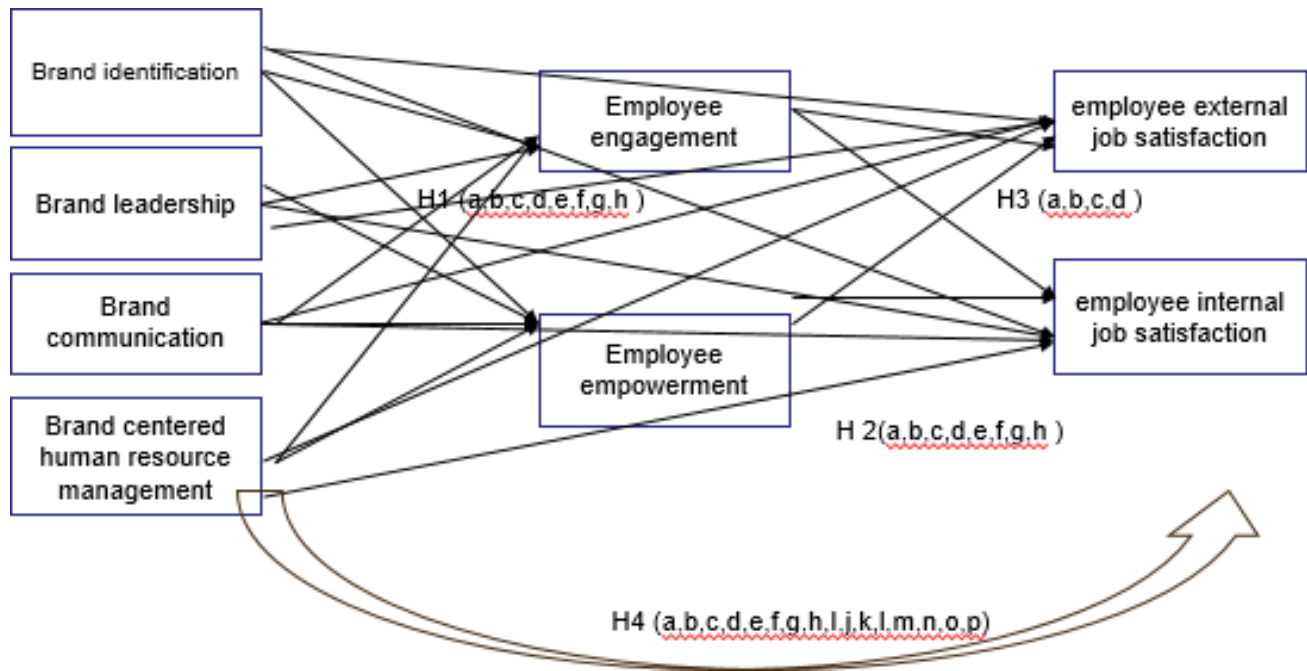 Brand identification
Brand leadership
Brand
communication
Brand centered
human resource
management
Employee
engagement
Employee
empowerment
employee external
job satisfaction
employee internal
job satisfaction
H1 (a,b,c,d,e,f,g,h )
H3 (a,b,c,d )
H 2(a,b,c,d,e,f,g,h )
H4 (a,b,c,d,e,f,g,h,l,j,k,l,m,n,o,p)